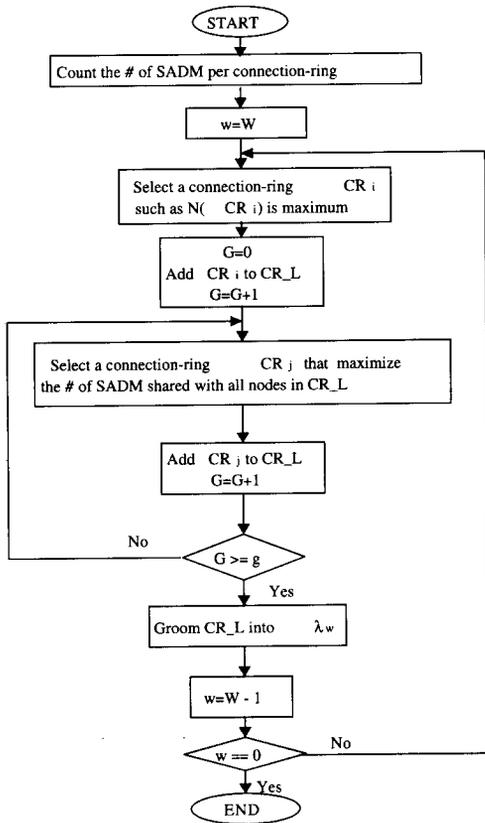 START
Count the # of SADM per connection-ring
w=W
Select a connection-ring CR i
such as N( CR i) is maximum
G=0
Add CR i to CR_L
G=G+1
Select a connection-ring CR j that maximize
the # of SADM shared with all nodes in CR_L
Add CR j to CR_L
G=G+1
No
G >= g
Yes
Groom CR_L into λ w
w=W - 1
w == 0
No
Yes
END